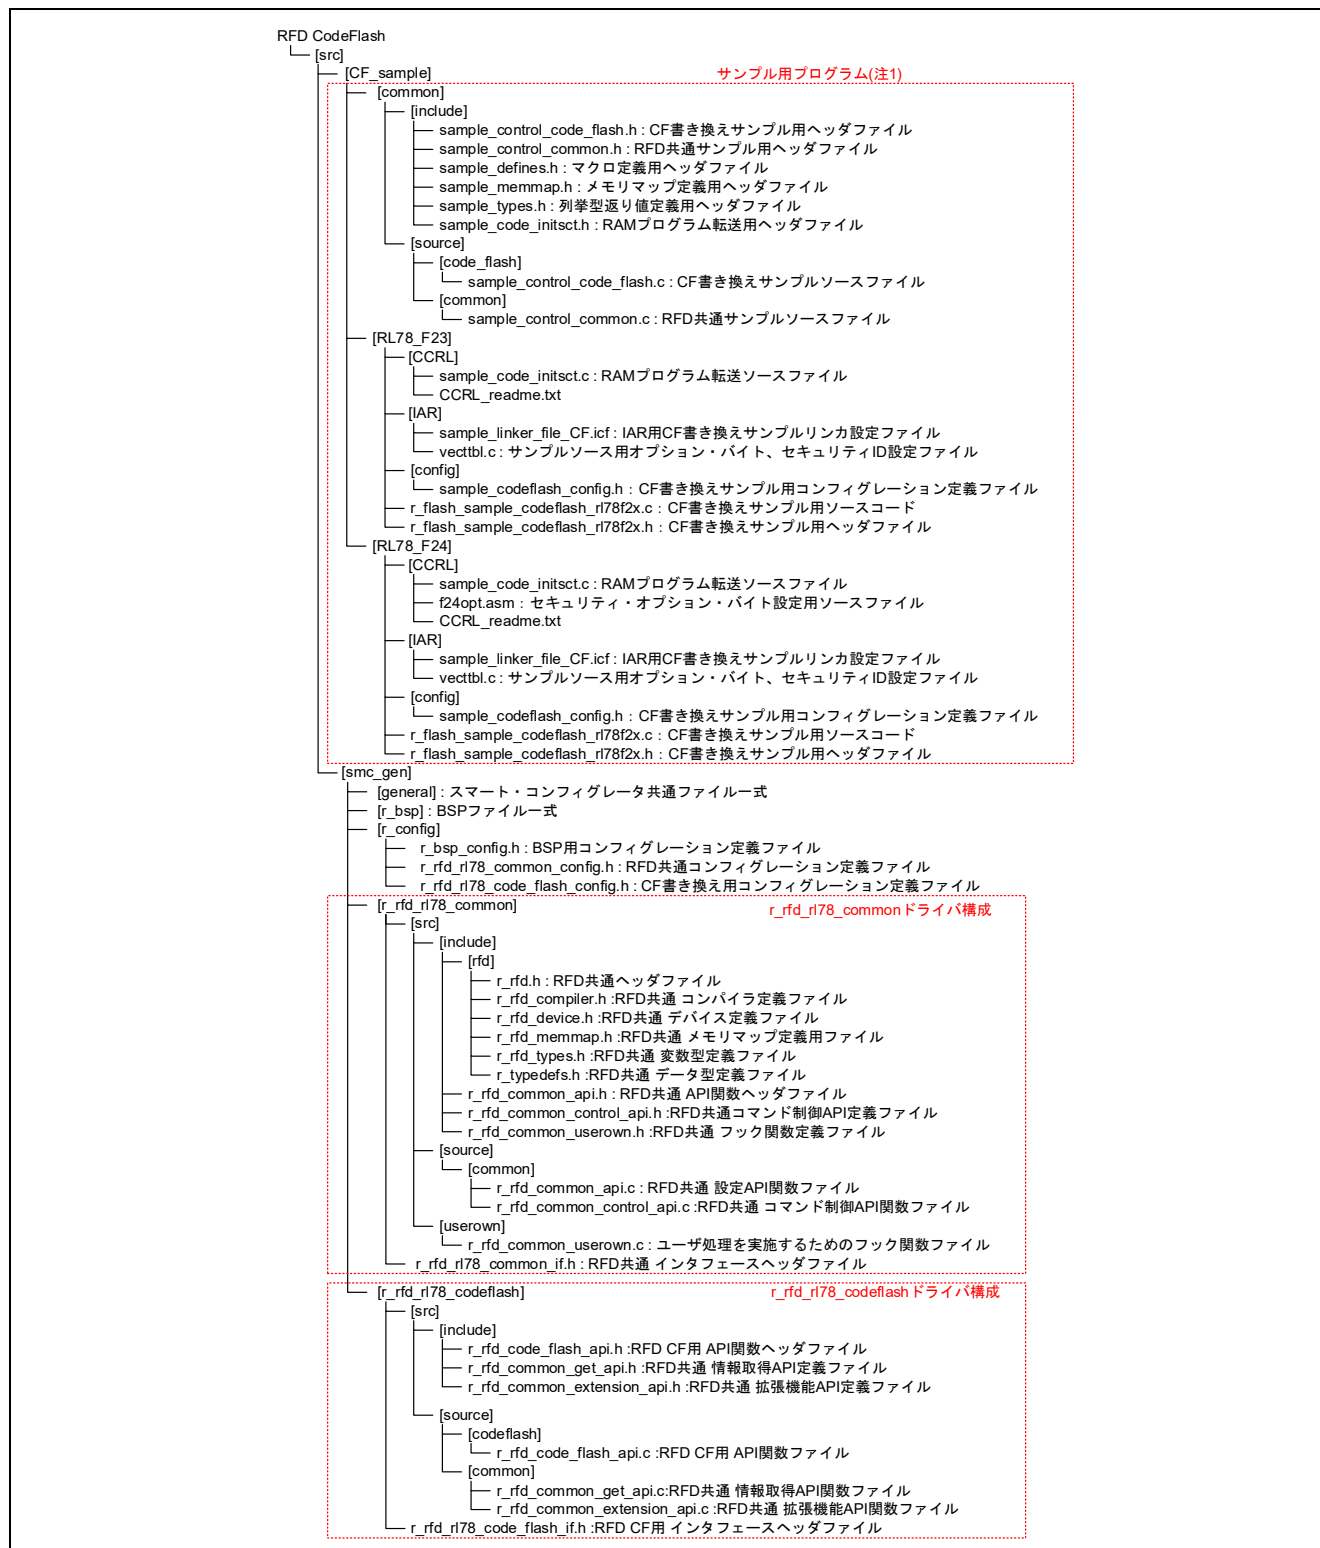 RFD CodeFlash
[src]
[CF_sample]
サンプル用プログラム(注1)
[common]
[include]
sample_control_code_flash.h : CF書き換えサンプル用ヘッダファイル
sample_control_common.h : RFD共通サンプル用ヘッダファイル
sample_defines.h : マクロ定義用ヘッダファイル
sample_memmap.h : メモリマップ定義用ヘッダファイル
sample_types.h : 列挙型返り値定義用ヘッダファイル
sample_code_initsct.h : RAMプログラム転送用ヘッダファイル
[source]
[code_flash]
sample_control_code_flash.c : CF書き換えサンプルソースファイル
[common]
sample_control_common.c : RFD共通サンプルソースファイル
[RL78_F23]
[CCRL]
sample_code_initsct.c : RAMプログラム転送ソースファイル
CCRL_readme.txt
[IAR]
sample_linker_file_CF.icf : IAR用CF書き換えサンプルリンカ設定ファイル
vecttbl.c : サンプルソース用オプション・バイト、セキュリティID設定ファイル
[config]
sample_codeflash_config.h : CF書き換えサンプル用コンフィグレーション定義ファイル
r_flash_sample_codeflash_rl78f2x.c : CF書き換えサンプル用ソースコード
r_flash_sample_codeflash_rl78f2x.h : CF書き換えサンプル用ヘッダファイル
[RL78_F24]
[CCRL]
sample_code_initsct.c : RAMプログラム転送ソースファイル
f24opt.asm : セキュリティ・オプション・バイト設定用ソースファイル
CCRL_readme.txt
[IAR]
sample_linker_file_CF.icf : IAR用CF書き換えサンプルリンカ設定ファイル
vecttbl.c : サンプルソース用オプション・バイト、セキュリティID設定ファイル
[config]
sample_codeflash_config.h : CF書き換えサンプル用コンフィグレーション定義ファイル
r_flash_sample_codeflash_rl78f2x.c : CF書き換えサンプル用ソースコード
r_flash_sample_codeflash_rl78f2x.h : CF書き換えサンプル用ヘッダファイル
[smc_gen]
[general] : スマート・コンフィグレータ共通ファイル一式
[r_bsp] : BSPファイル一式
[r_config]
r_bsp_config.h : BSP用コンフィグレーション定義ファイル
r_rfd_rl78_common_config.h : RFD共通コンフィグレーション定義ファイル
r_rfd_rl78_code_flash_config.h : CF書き換え用コンフィグレーション定義ファイル
[r_rfd_rl78_common]
r_rfd_rl78_commonドライバ構成
[src]
[include]
[rfd]
r_rfd.h : RFD共通ヘッダファイル
r_rfd_compiler.h :RFD共通 コンパイラ定義ファイル
r_rfd_device.h :RFD共通 デバイス定義ファイル
r_rfd_memmap.h :RFD共通 メモリマップ定義用ファイル
r_rfd_types.h :RFD共通 変数型定義ファイル
r_typedefs.h :RFD共通 データ型定義ファイル
r_rfd_common_api.h : RFD共通 API関数ヘッダファイル
r_rfd_common_control_api.h :RFD共通コマンド制御API定義ファイル
r_rfd_common_userown.h :RFD共通 フック関数定義ファイル
[source]
[common]
r_rfd_common_api.c : RFD共通 設定API関数ファイル
r_rfd_common_control_api.c :RFD共通 コマンド制御API関数ファイル
[userown]
r_rfd_common_userown.c : ユーザ処理を実施するためのフック関数ファイル
r_rfd_rl78_common_if.h : RFD共通 インタフェースヘッダファイル
[r_rfd_rl78_codeflash]
r_rfd_rl78_codeflashドライバ構成
[src]
[include]
r_rfd_code_flash_api.h :RFD CF用 API関数ヘッダファイル
r_rfd_common_get_api.h :RFD共通 情報取得API定義ファイル
r_rfd_common_extension_api.h :RFD共通 拡張機能API定義ファイル
[source]
[codeflash]
r_rfd_code_flash_api.c :RFD CF用 API関数ファイル
[common]
r_rfd_common_get_api.c:RFD共通 情報取得API関数ファイル
r_rfd_common_extension_api.c :RFD共通 拡張機能API関数ファイル
r_rfd_rl78_code_flash_if.h :RFD CF用 インタフェースヘッダファイル